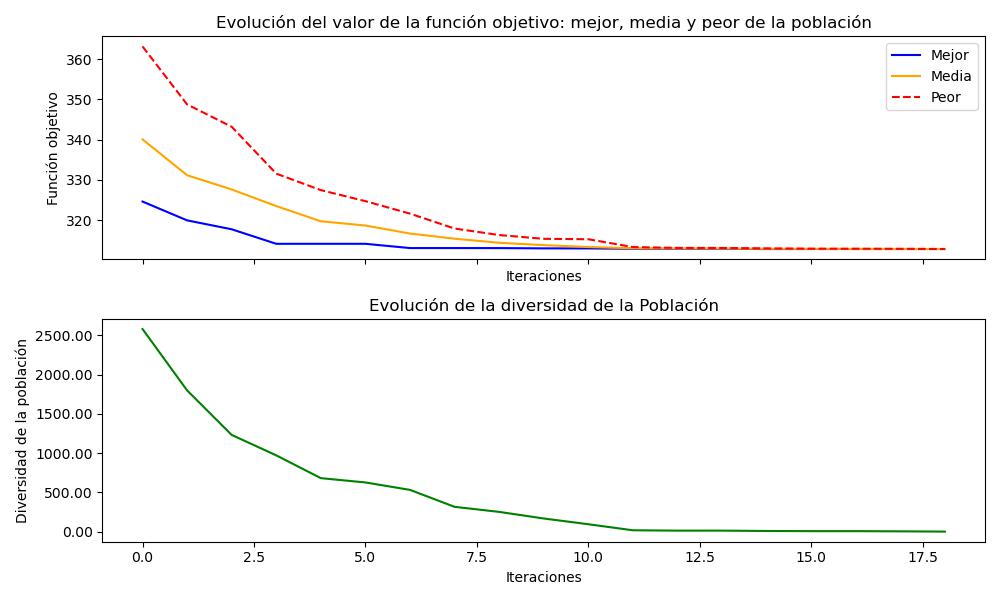 Evolución del valor de la función objetivo: mejor, media y peor de la población
Función objetivo
360
350
340
330
320
Mejor
Media
Peor
Iteraciones
Evolución de la diversidad de la Población
Diversidad de la población
2500.00
2000.00
1500.00
1000.00
500.00
0.00
0.0 2.5 5.0 7.5 10.0 12.5 15.0 17.5
Iteraciones